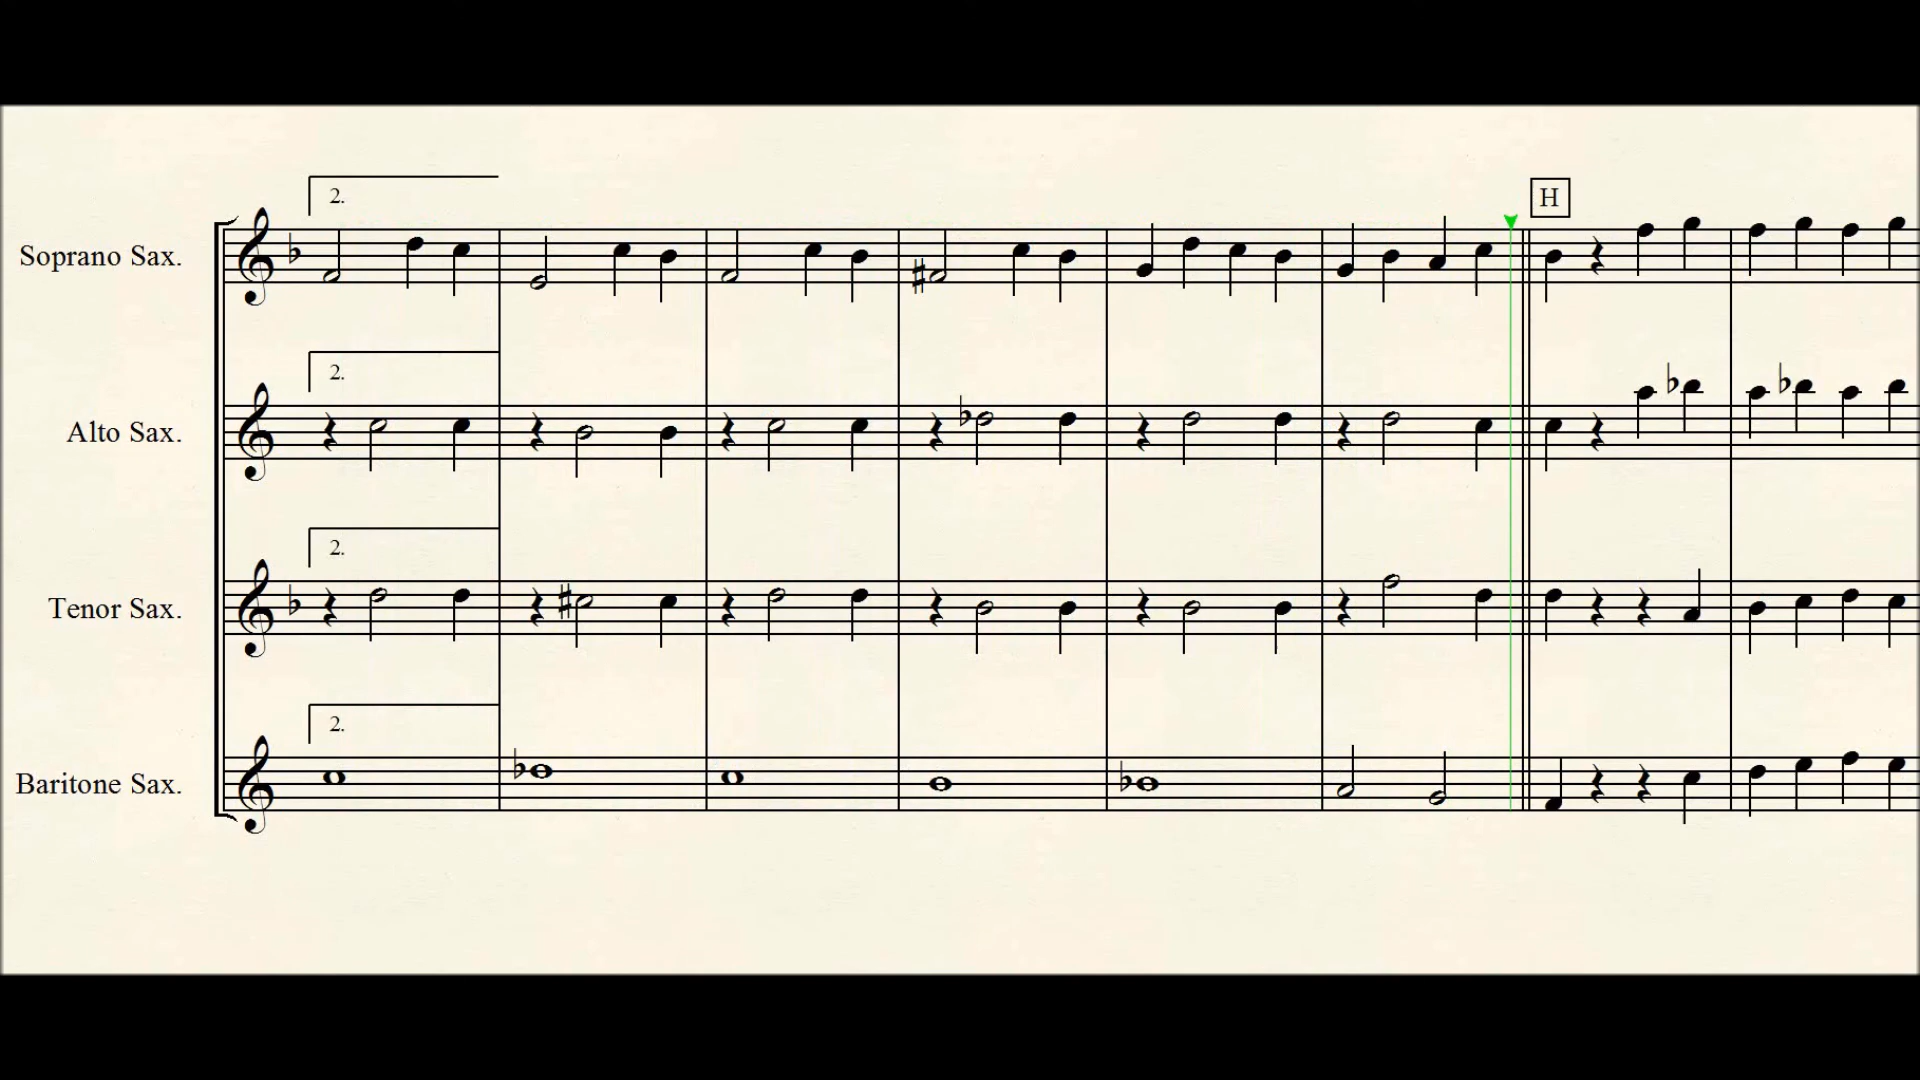 2.
H
Soprano Sax.
2.
Alto Sax.
2.
Tenor Sax.
2.
Baritone Sax.